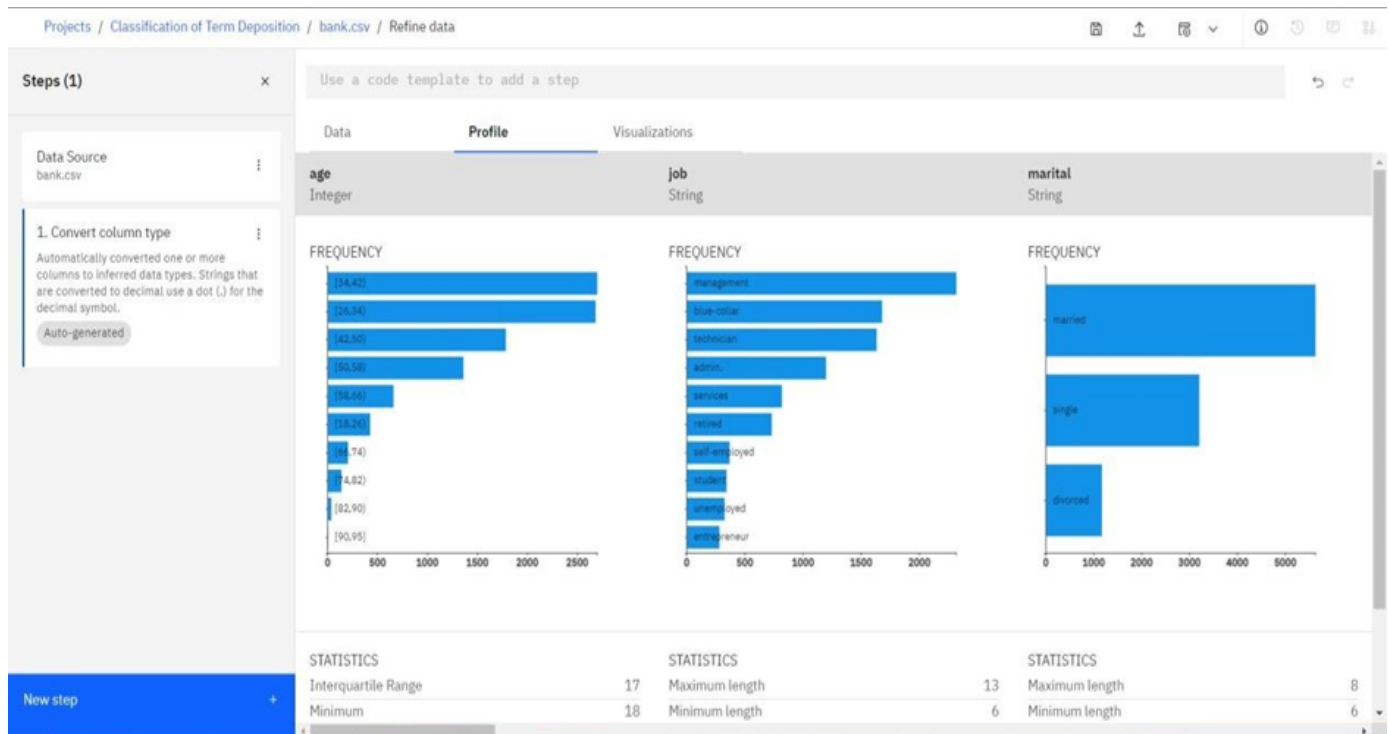 Projects / Classification of Term Deposition / bank.csv / Refine data
Steps (1) ×
Use a code template to add a step
Data Profile Visualizations
Data Source
bank.csv
age
Integer
job
String
marital
String
1. Convert column type
Automatically converted one or more
columns to inferred data types. Strings that
are converted to decimal use a dot (.) for the
decimal symbol.
Auto-generated
FREQUENCY
[34,42)
[26,34)
[42,50)
[50,58)
[58,66)
[18,26)
[66,74)
[74,82)
[82,90)
[90,95]
0 500 1000 1500 2000 2500
FREQUENCY
management
blue-collar
technician
admin.
services
retired
self-employed
student
unemployed
entrepreneur
0 500 1000 1500 2000
FREQUENCY
married
single
divorced
0 1000 2000 3000 4000 5000
STATISTICS
Interquartile Range 17
Minimum 18
STATISTICS
Maximum length 13
Minimum length 6
STATISTICS
Maximum length 8
Minimum length 6
New step +